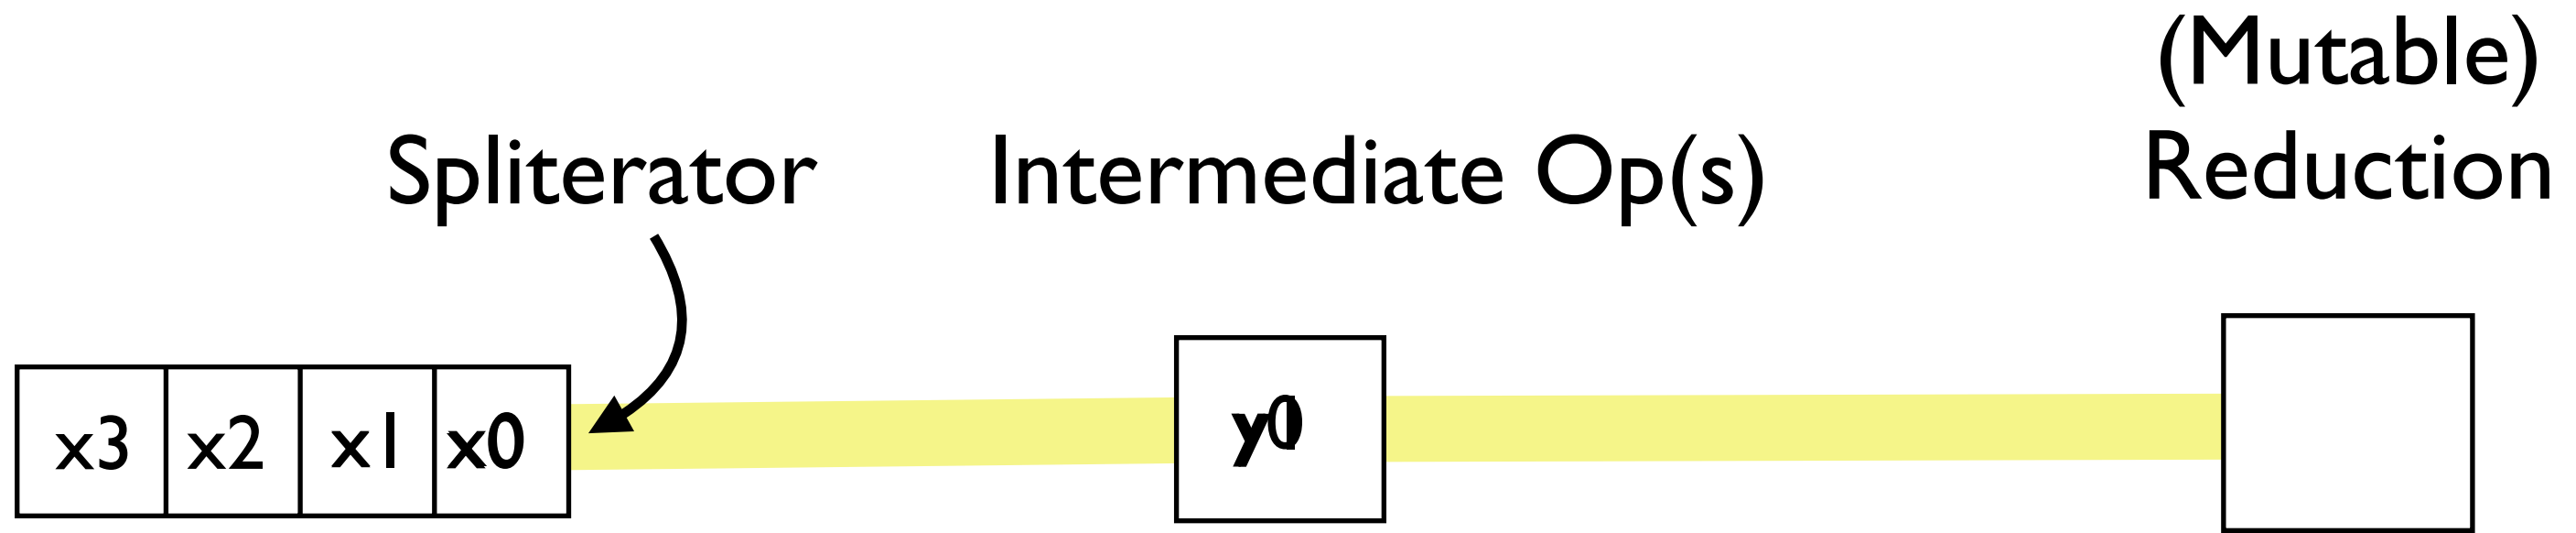 (Mutable)
Spliterator Intermediate Op(s) Reduction
x3 x2 x1 x0